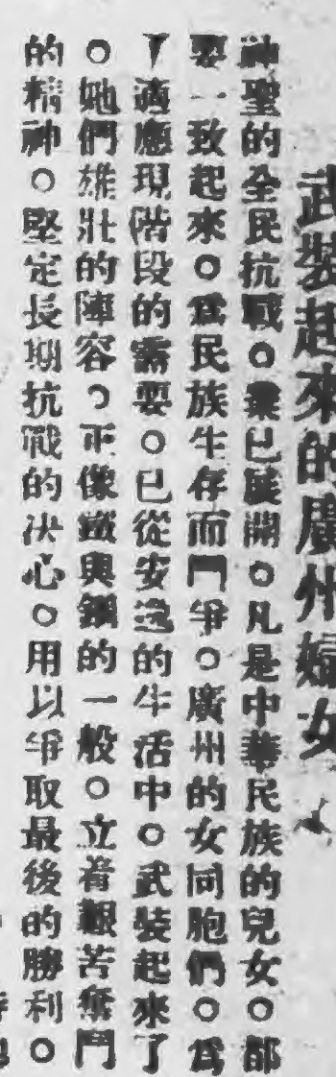 武裝起來的廣州婦女
神聖的全民抗戰。業已展開。凡是中華民族的兒女。都
要一致起來。爲民族生存而鬥爭。廣州的女同胞們。爲
了適應現階段的需要。已從安逸的生活中。武裝起來了
。她們雄壯的陣容。正像鐵與鋼的一般。立着艱苦奮鬥
的精神。堅定長期抗戰的决心。用以爭取最後的勝利。